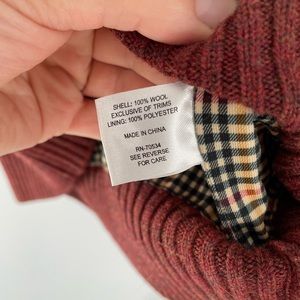 SHELL: 100% WOOL
EXCLUSIVE OF TRIMS
LINING: 100% POLYESTER
MADE IN CHINA
RN-70534
SEE REVERSE
FOR CARE